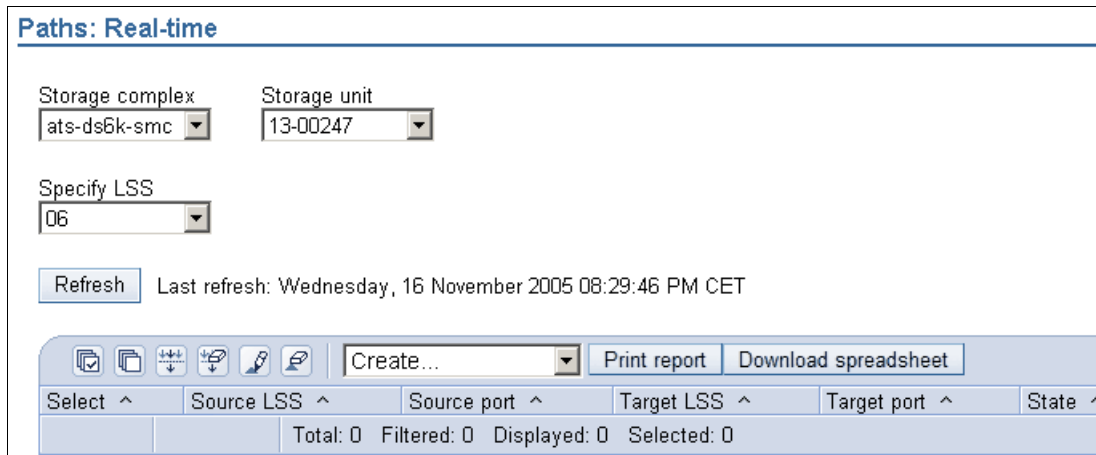 Paths: Real-time
Storage complex Storage unit
ats-ds6k-smc 13-00247
Specify LSS
06
Refresh Last refresh: Wednesday, 16 November 2005 08:29:46 PM CET
Create... Print report Download spreadsheet
Select ^ Source LSS ^ Source port ^ Target LSS ^ Target port ^ State ^
Total: 0 Filtered: 0 Displayed: 0 Selected: 0